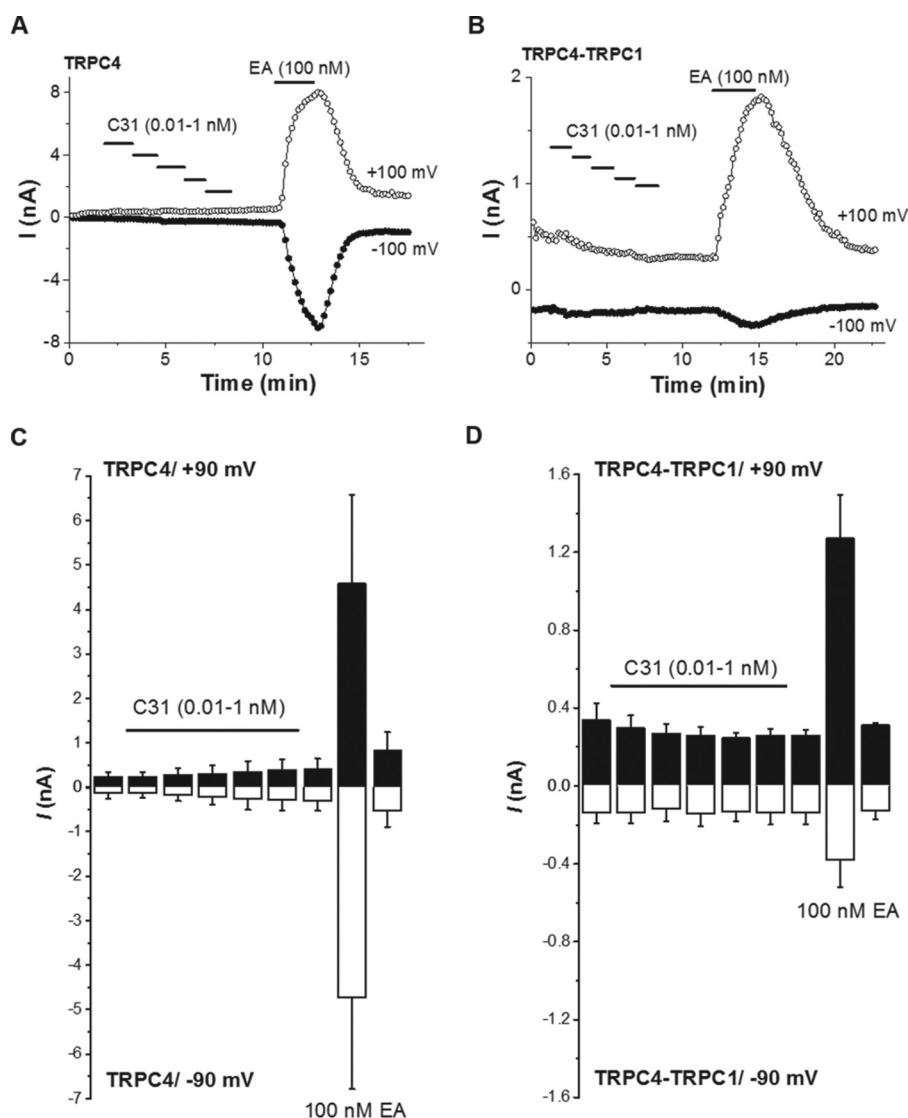 A
TRPC4
EA (100 nM)
C31 (0.01-1 nM)
+100 mV
-100 mV
I (nA)
8
4
0
-4
-8
0
5
10
15
Time (min)
B
TRPC4-TRPC1
EA (100 nM)
C31 (0.01-1 nM)
+100 mV
-100 mV
I (nA)
2
1
0
0
5
10
15
20
Time (min)
C
TRPC4/ +90 mV
C31 (0.01-1 nM)
I (nA)
7
6
5
4
3
2
1
0
-1
-2
-3
-4
-5
-6
-7
TRPC4/ -90 mV
100 nM EA
D
TRPC4-TRPC1/ +90 mV
C31 (0.01-1 nM)
I (nA)
1.6
1.2
0.8
0.4
0.0
-0.4
-0.8
-1.2
-1.6
100 nM EA
TRPC4-TRPC1/ -90 mV